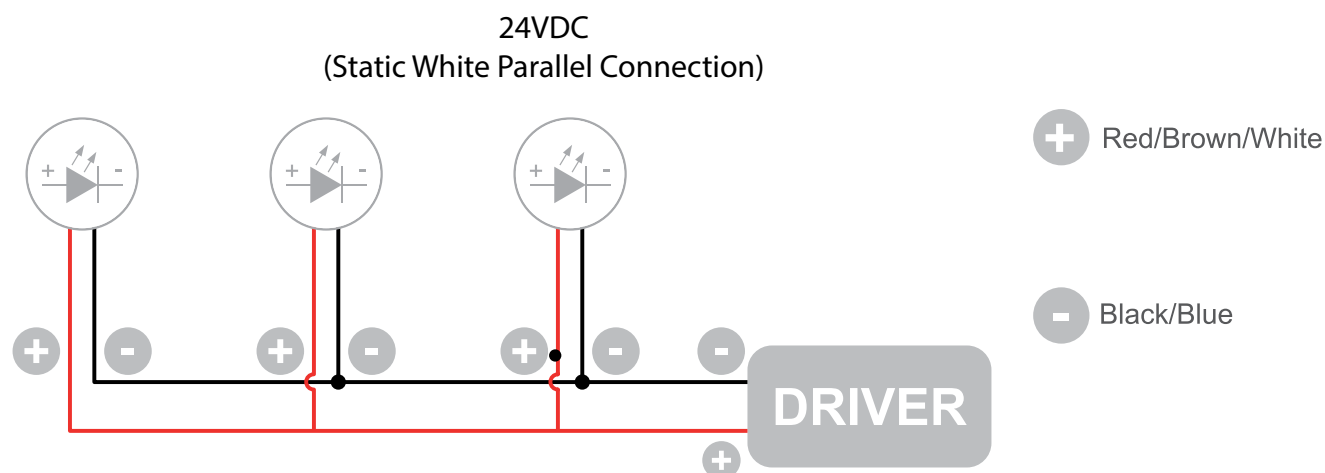 24VDC
(Static White Parallel Connection)
+ -
+ -
+ -
+ Red/Brown/White
+ -
+ -
+ -
-
- Black/Blue
DRIVER
+